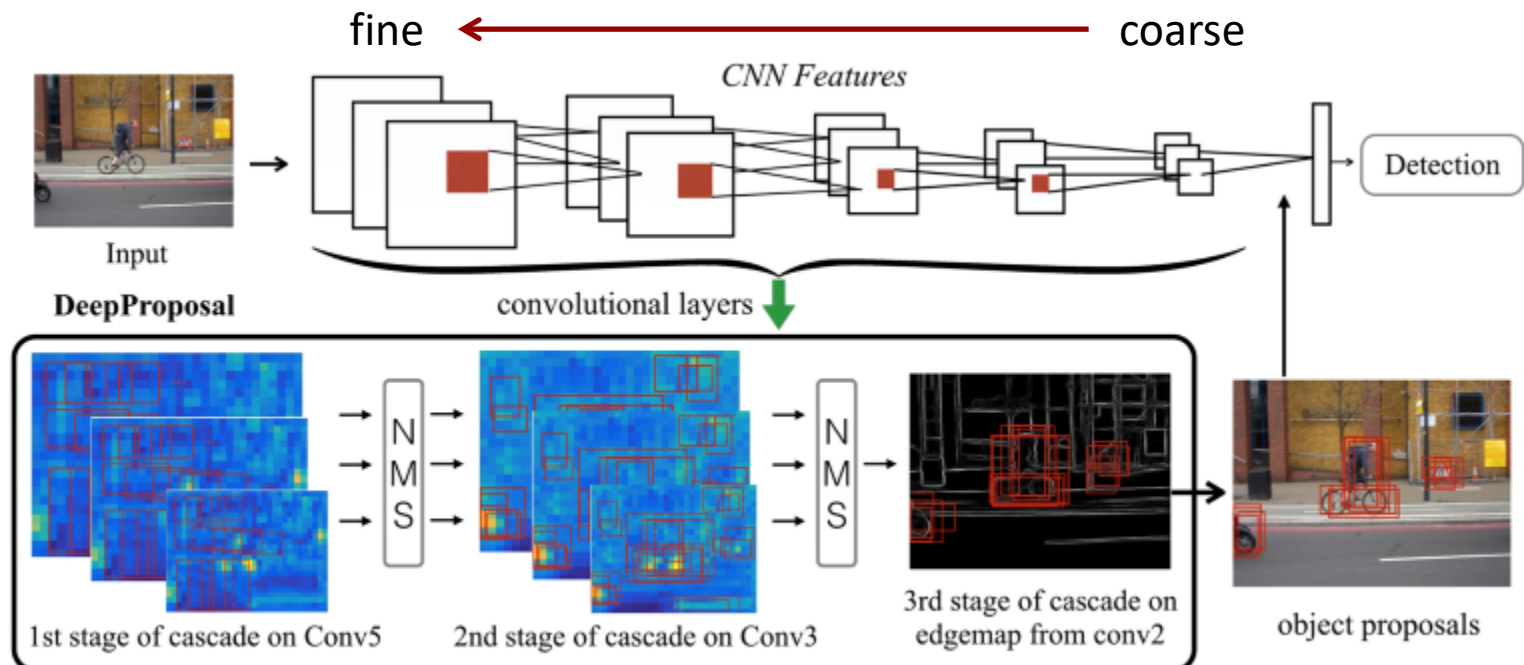 fine
coarse
CNN Features
Input
Detection
DeepProposal
convolutional layers
N
M
S
N
M
S
1st stage of cascade on Conv5
2nd stage of cascade on Conv3
3rd stage of cascade on
edgemap from conv2
object proposals